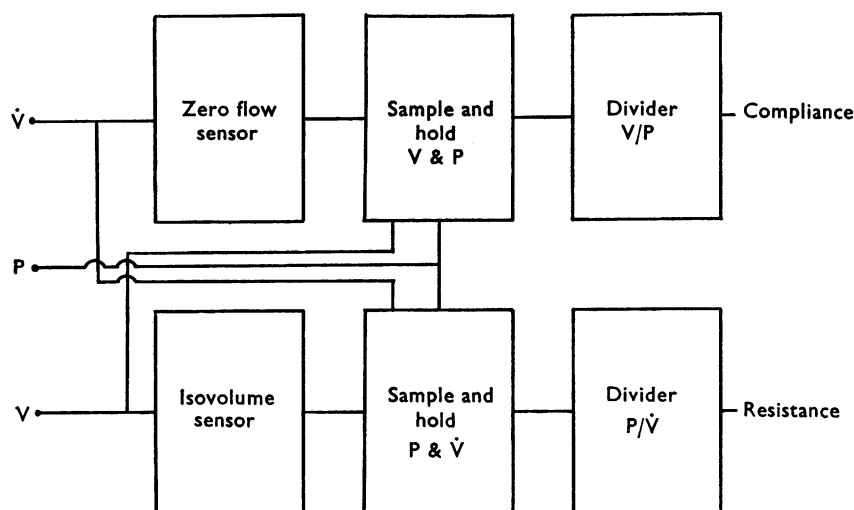 V̇
Zero flow
sensor
Sample and
hold
V & P
Divider
V/P
Compliance
P
V
Isovolume
sensor
Sample and
hold
P & V̇
Divider
P/V̇
Resistance